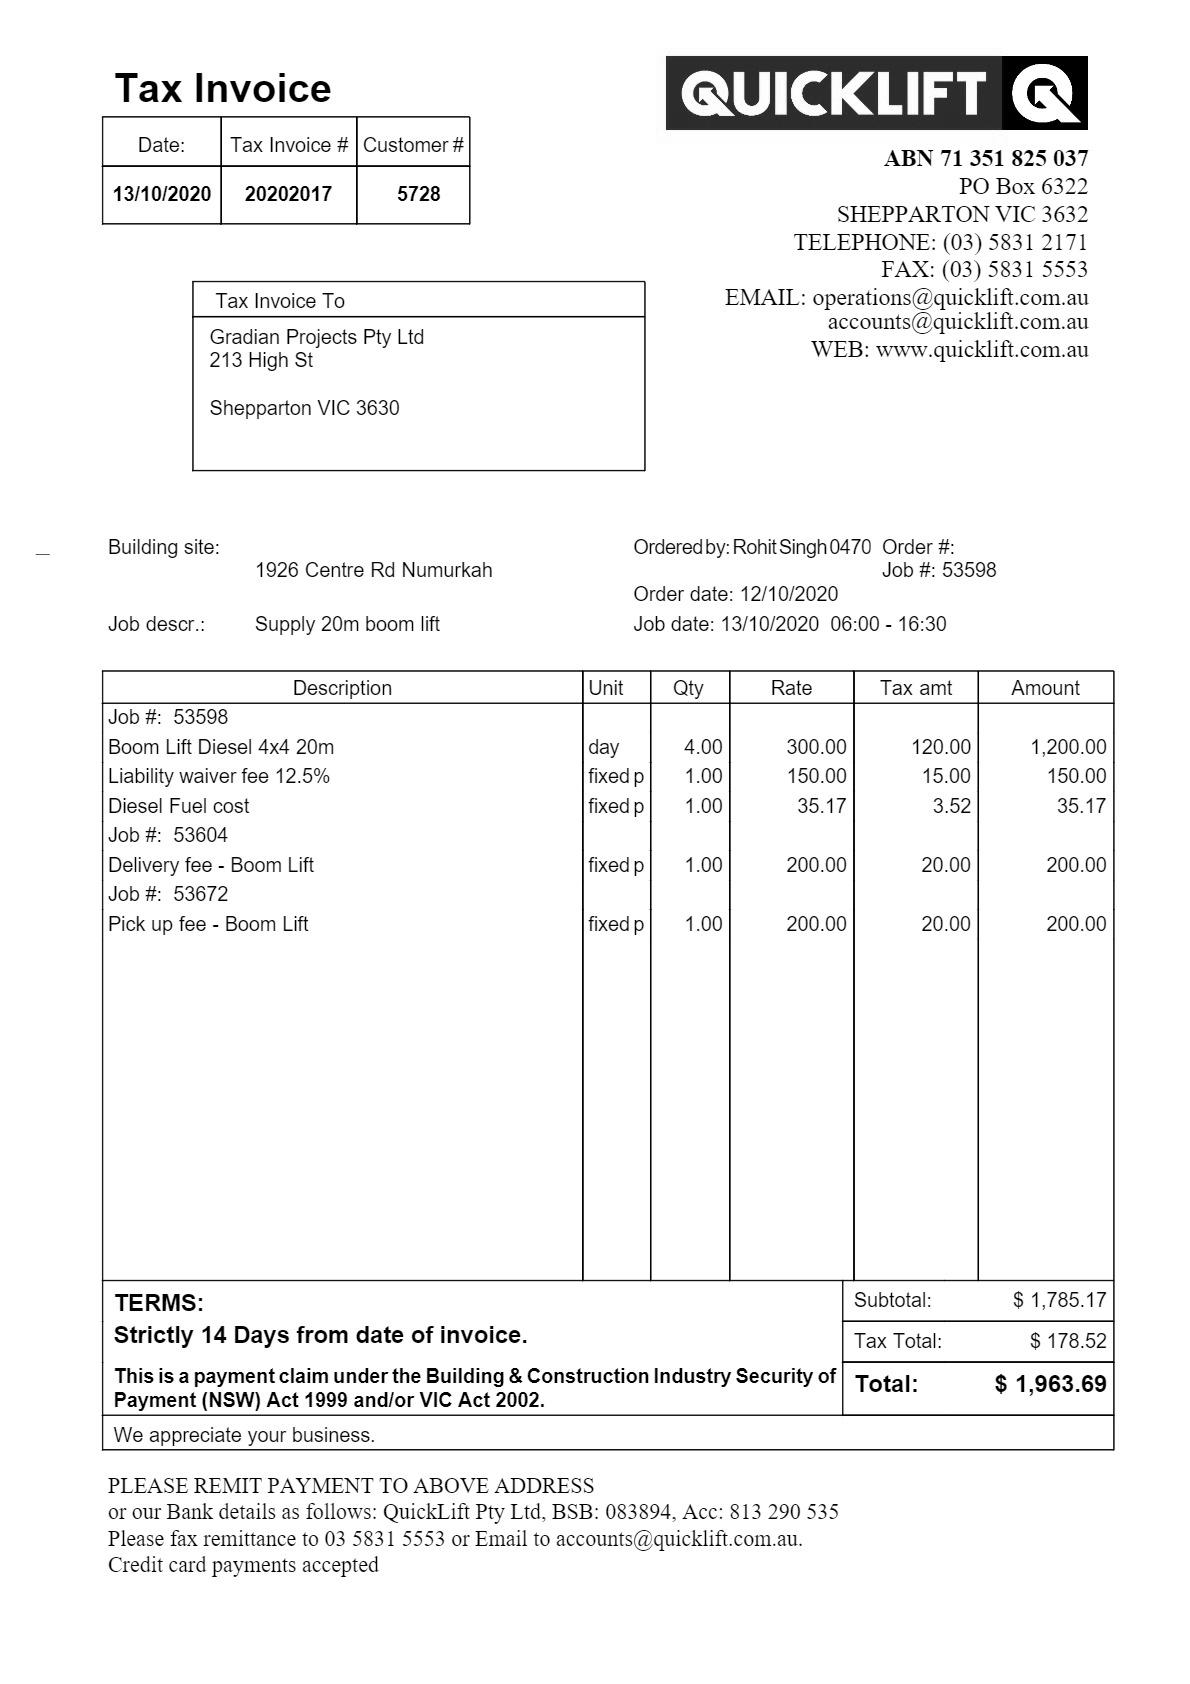 Tax Invoice
QUICKLIFT
Date: Tax Invoice # Customer #
13/10/2020 20202017 5728
ABN 71 351 825 037
PO Box 6322
SHEPPARTON VIC 3632
TELEPHONE: (03) 5831 2171
FAX: (03) 5831 5553
EMAIL: operations@quicklift.com.au
accounts@quicklift.com.au
WEB: www.quicklift.com.au
Tax Invoice To
Gradian Projects Pty Ltd
213 High St
Shepparton VIC 3630
Building site:
1926 Centre Rd Numurkah
Job descr.: Supply 20m boom lift
Ordered by: Rohit Singh 0470 Order #:
Job #: 53598
Order date: 12/10/2020
Job date: 13/10/2020 06:00 - 16:30
Description Unit Qty Rate Tax amt Amount
Job #: 53598
Boom Lift Diesel 4x4 20m day 4.00 300.00 120.00 1,200.00
Liability waiver fee 12.5% fixed p 1.00 150.00 15.00 150.00
Diesel Fuel cost fixed p 1.00 35.17 3.52 35.17
Job #: 53604
Delivery fee - Boom Lift fixed p 1.00 200.00 20.00 200.00
Job #: 53672
Pick up fee - Boom Lift fixed p 1.00 200.00 20.00 200.00
TERMS:
Strictly 14 Days from date of invoice.
This is a payment claim under the Building & Construction Industry Security of
Payment (NSW) Act 1999 and/or VIC Act 2002.
Subtotal: $ 1,785.17
Tax Total: $ 178.52
Total: $ 1,963.69
We appreciate your business.
PLEASE REMIT PAYMENT TO ABOVE ADDRESS
or our Bank details as follows: QuickLift Pty Ltd, BSB: 083894, Acc: 813 290 535
Please fax remittance to 03 5831 5553 or Email to accounts@quicklift.com.au.
Credit card payments accepted